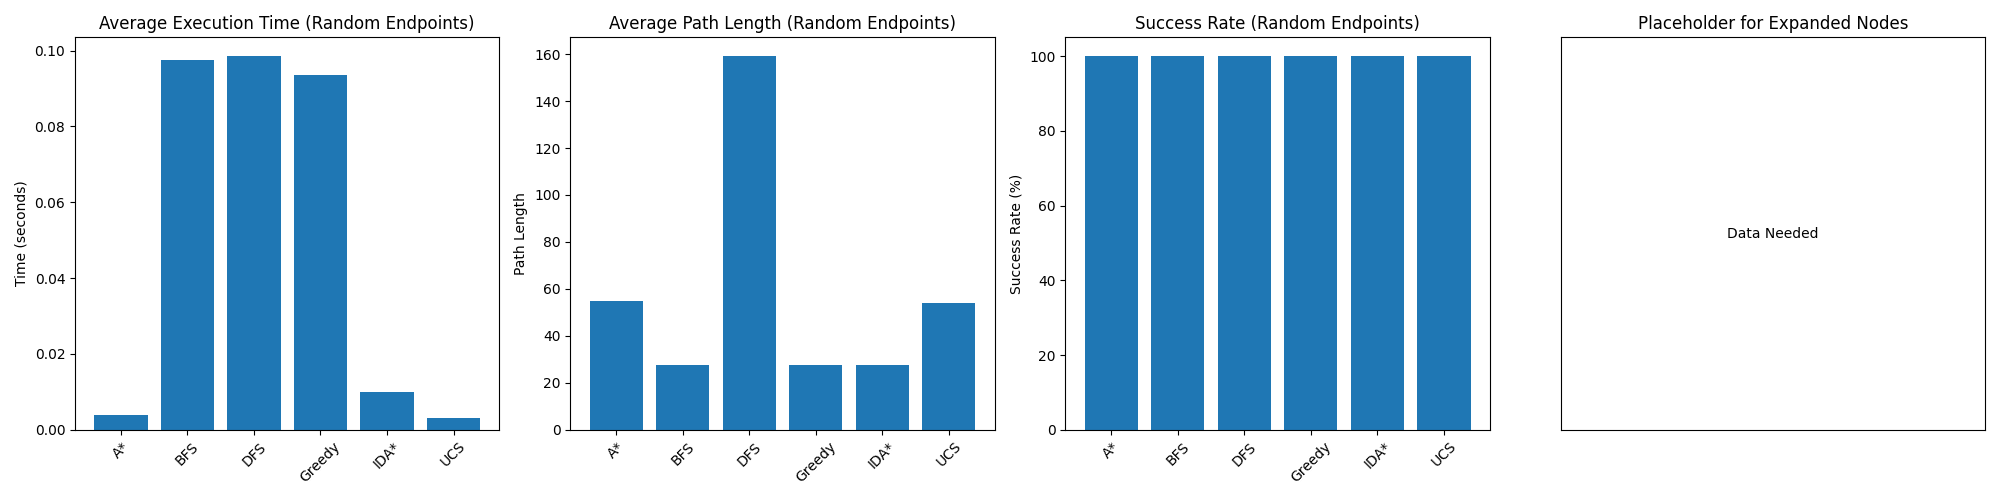 Average Execution Time (Random Endpoints)
Time (seconds)
0.10
0.08
0.06
0.04
0.02
0.00
A*
BFS
DFS
Greedy
IDA*
UCS
Average Path Length (Random Endpoints)
Path Length
160
140
120
100
80
60
40
20
0
A*
BFS
DFS
Greedy
IDA*
UCS
Success Rate (Random Endpoints)
Success Rate (%)
100
80
60
40
20
0
A*
BFS
DFS
Greedy
IDA*
UCS
Placeholder for Expanded Nodes
Data Needed